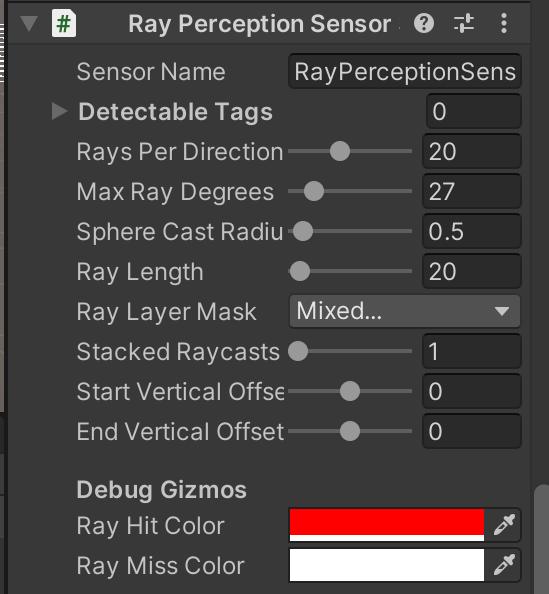 # Ray Perception Sensor
Sensor Name RayPerceptionSens
Detectable Tags 0
Rays Per Direction 20
Max Ray Degrees 27
Sphere Cast Radiu 0.5
Ray Length 20
Ray Layer Mask Mixed...
Stacked Raycasts 1
Start Vertical Offse 0
End Vertical Offset 0
Debug Gizmos
Ray Hit Color
Ray Miss Color